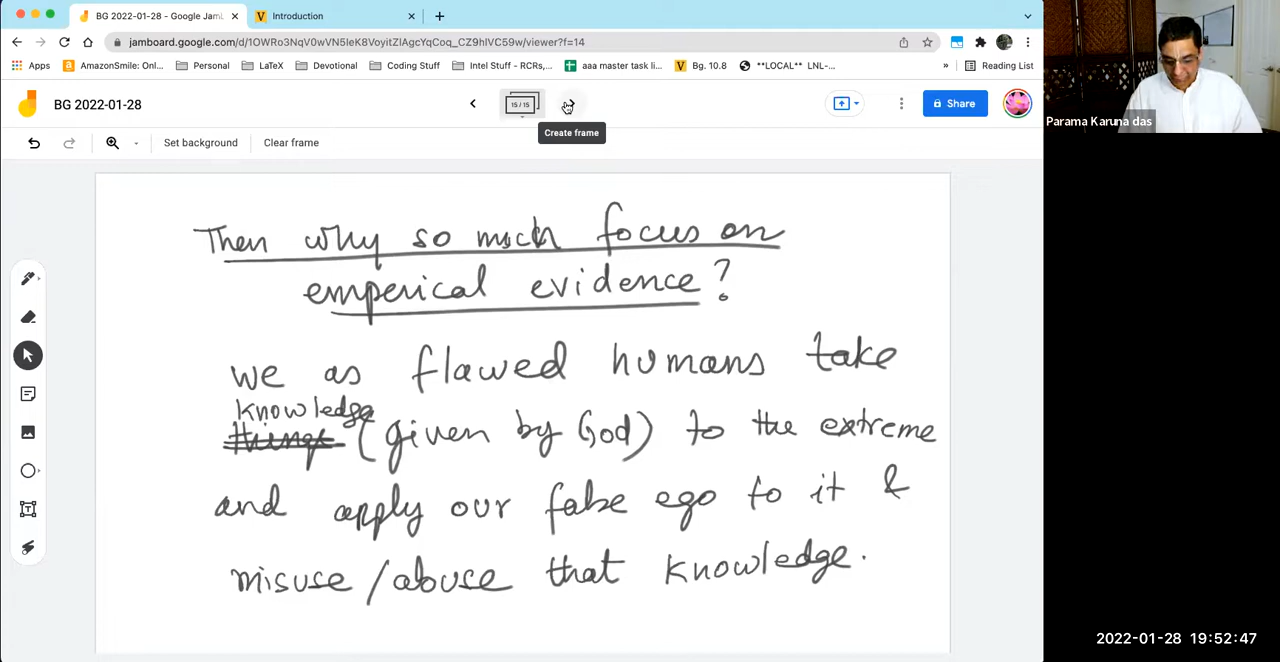 BG 2022-01-28 - Google Jam
Introduction
jamboard.google.com/d/1OWRo3NqV0wVN5IeK8VoyitZlAgcYqCoq_CZ9hIVC59w/viewer?f=14
Apps
AmazonSmile: Onl...
Personal
LaTeX
Devotional
Coding Stuff
Intel Stuff - RCRs,...
aaa master task li...
Bg. 10.8
**LOCAL** LNL-...
»
Reading List
BG 2022-01-28
15 / 15
Share
Create frame
Set background
Clear frame
Then why so much focus on
emperical evidence?
we as flawed humans take
knowledge
things (given by God) to the extreme
and apply our false ego to it &
misuse/abuse that knowledge.
Parama Karuna das
2022-01-28 19:52:47